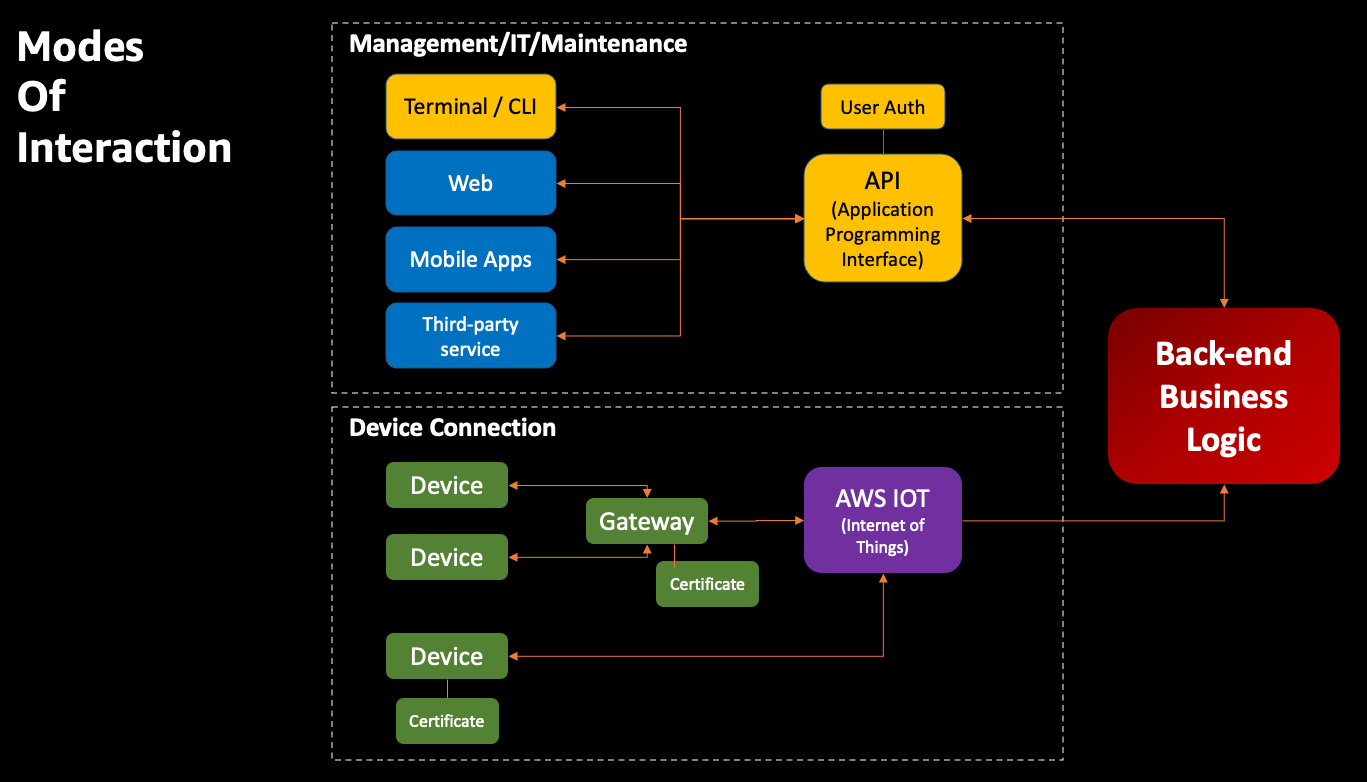 Modes
Of
Interaction
Management/IT/Maintenance
Terminal / CLI
Web
Mobile Apps
Third-party
service
User Auth
API
(Application
Programming
Interface)
Back-end
Business
Logic
Device Connection
Device
Device
Gateway
Certificate
AWS IOT
(Internet of
Things)
Device
Certificate